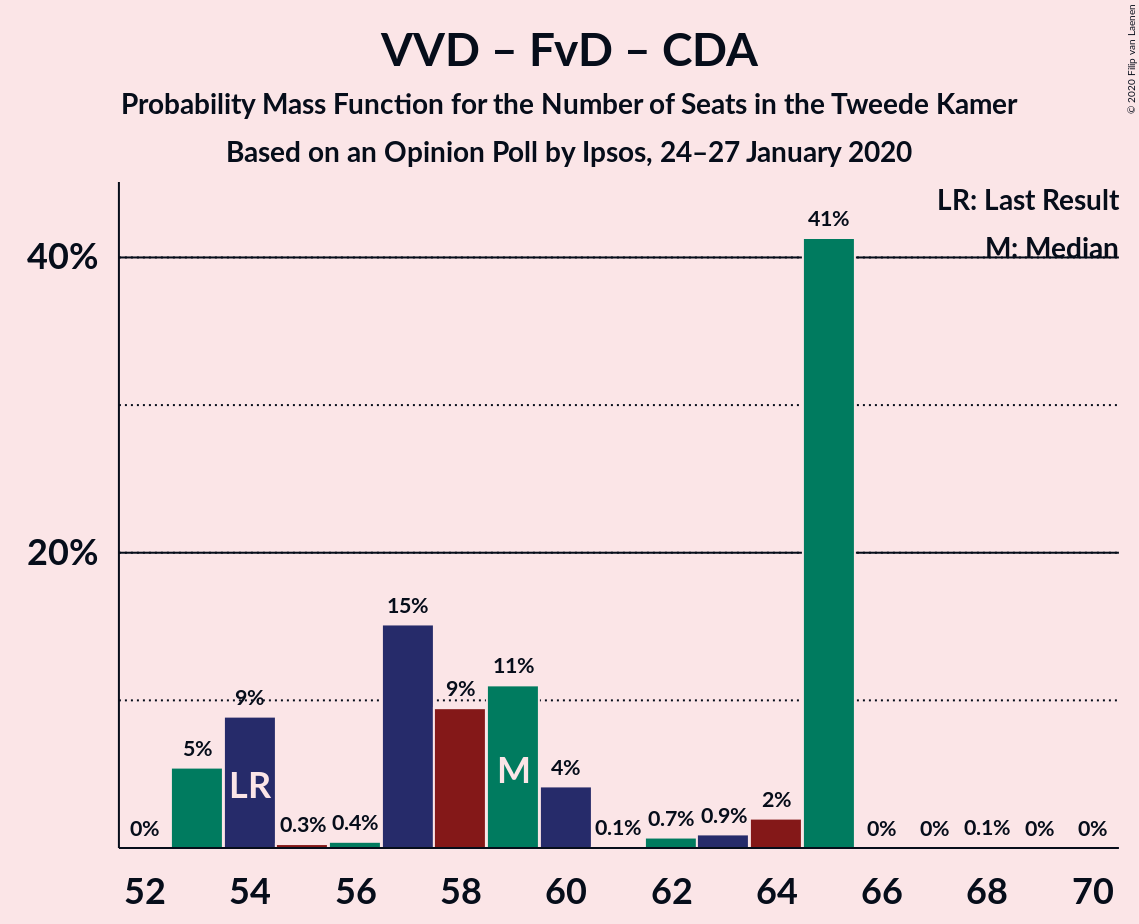 VVD – FvD – CDA
Probability Mass Function for the Number of Seats in the Tweede Kamer
Based on an Opinion Poll by Ipsos, 24–27 January 2020
© 2020 Filip van Laenen
LR: Last Result
M: Median
40%
20%
0%
5%
9%
0.3%
0.4%
15%
9%
11%
4%
0.1%
0.7%
0.9%
2%
41%
0%
0%
0.1%
0%
0%
LR
M
52 54 56 58 60 62 64 66 68 70